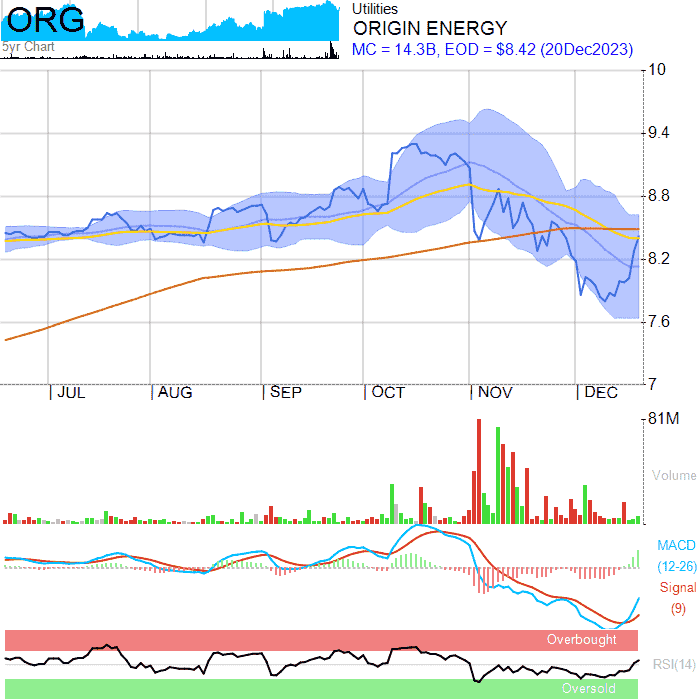 ORG
5yr Chart
Utilities
ORIGIN ENERGY
MC = 14.3B, EOD = $8.42 (20Dec2023)
10
9.4
8.8
8.2
7.6
7
JUL
AUG
SEP
OCT
NOV
DEC
81M
Volume
MACD
(12-26)
Signal
(9)
Overbought
RSI(14)
Oversold